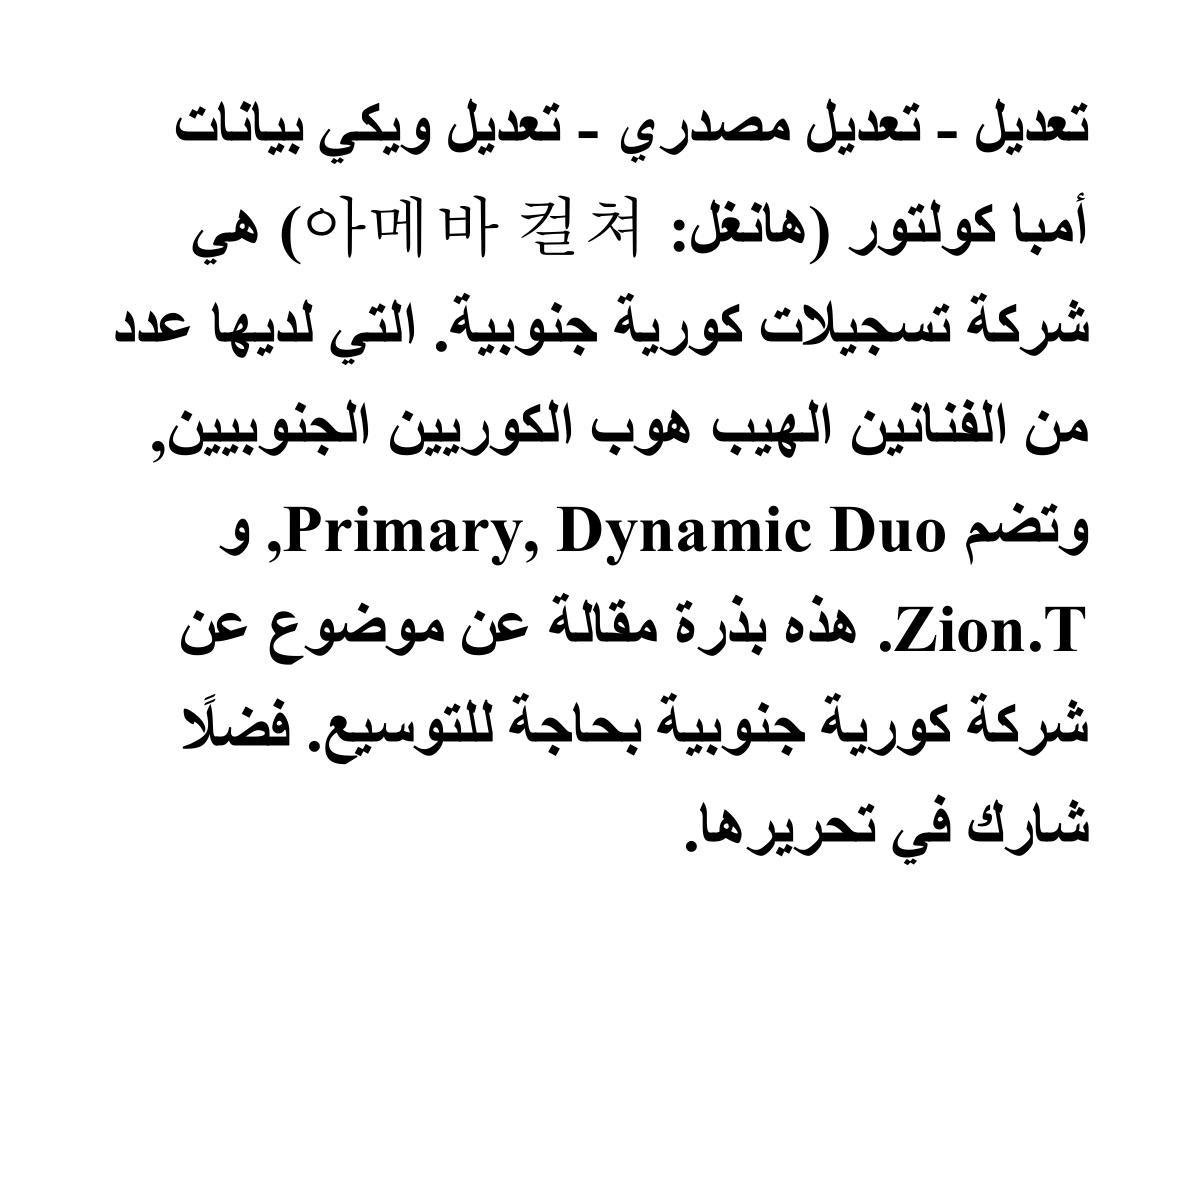 تعديل - تعديل مصدري - تعديل ويكي بيانات
أمبا كولتور (هانغل: 아메바 컬쳐) هي
شركة تسجيلات كورية جنوبية. التي لديها عدد
من الفنانين الهيب هوب الكوريين الجنوبيين,
وتضم Primary, Dynamic Duo, و
Zion.T. هذه بذرة مقالة عن موضوع عن
شركة كورية جنوبية بحاجة للتوسيع. فضلًا
شارك في تحريرها.